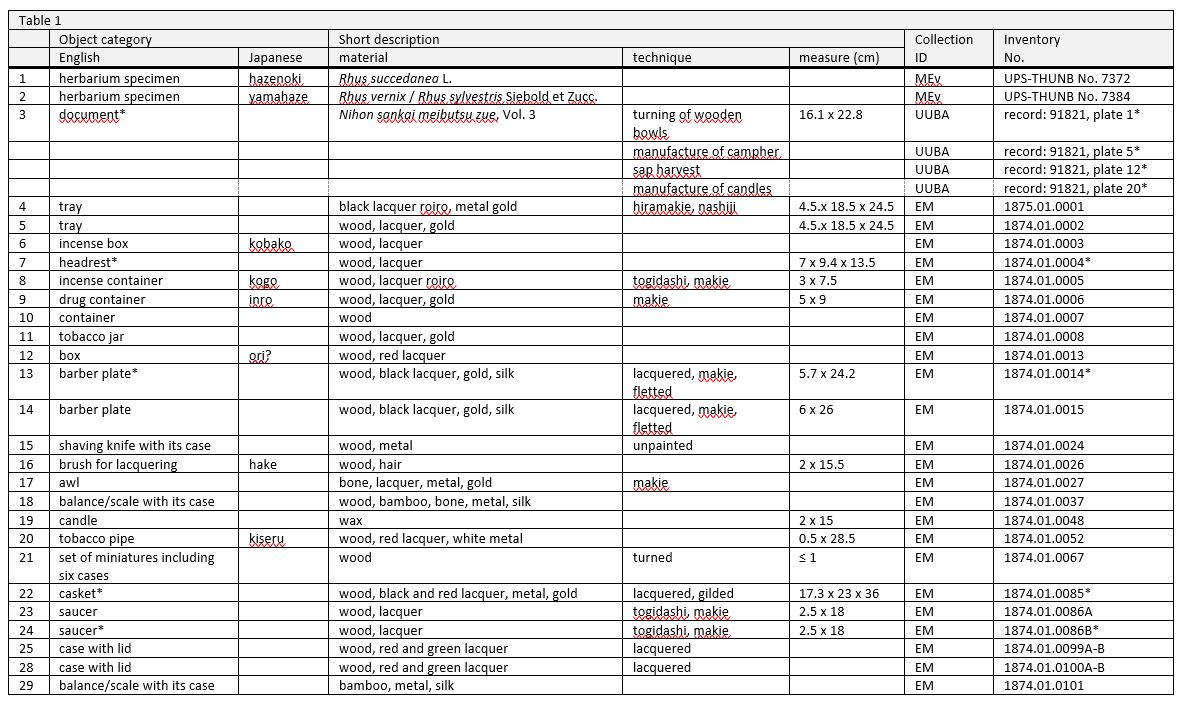 Table 1
Object category Short description Collection Inventory
English Japanese material technique measure (cm) ID No.
1 herbarium specimen hazenoki Rhus succedanea L. MEv UPS-THUNB No. 7372
2 herbarium specimen yamahaze Rhus vernix / Rhus sylvestris Siebold et Zucc. MEv UPS-THUNB No. 7384
3 document* Nihon sankai meibutsu zue, Vol. 3 turning of wooden 16.1 x 22.8 UUBA record: 91821, plate 1*
bowls
manufacture of campher UUBA record: 91821, plate 5*
sap harvest UUBA record: 91821, plate 12*
manufacture of candles UUBA record: 91821, plate 20*
4 tray black lacquer roiro, metal gold hiramakie, nashiji 4.5.x 18.5 x 24.5 EM 1875.01.0001
5 tray wood, lacquer, gold 4.5.x 18.5 x 24.5 EM 1874.01.0002
6 incense box kobako wood, lacquer EM 1874.01.0003
7 headrest* wood, lacquer 7 x 9.4 x 13.5 EM 1874.01.0004*
8 incense container kogo wood, lacquer roiro togidashi, makie 3 x 7.5 EM 1874.01.0005
9 drug container inro wood, lacquer, gold makie 5 x 9 EM 1874.01.0006
10 container wood EM 1874.01.0007
11 tobacco jar wood, lacquer, gold EM 1874.01.0008
12 box ori? wood, red lacquer EM 1874.01.0013
13 barber plate* wood, black lacquer, gold, silk lacquered, makie, 5.7 x 24.2 EM 1874.01.0014*
fletted
14 barber plate wood, black lacquer, gold, silk lacquered, makie, 6 x 26 EM 1874.01.0015
fletted
15 shaving knife with its case wood, metal unpainted EM 1874.01.0024
16 brush for lacquering hake wood, hair 2 x 15.5 EM 1874.01.0026
17 awl bone, lacquer, metal, gold makie EM 1874.01.0027
18 balance/scale with its case wood, bamboo, bone, metal, silk EM 1874.01.0037
19 candle wax 2 x 15 EM 1874.01.0048
20 tobacco pipe kiseru wood, red lacquer, white metal 0.5 x 28.5 EM 1874.01.0052
21 set of miniatures including wood turned ≤ 1 EM 1874.01.0067
six cases
22 casket* wood, black and red lacquer, metal, gold lacquered, gilded 17.3 x 23 x 36 EM 1874.01.0085*
23 saucer wood, lacquer togidashi, makie 2.5 x 18 EM 1874.01.0086A
24 saucer* wood, lacquer togidashi, makie 2.5 x 18 EM 1874.01.0086B*
25 case with lid wood, red and green lacquer lacquered EM 1874.01.0099A-B
28 case with lid wood, red and green lacquer lacquered EM 1874.01.0100A-B
29 balance/scale with its case bamboo, metal, silk EM 1874.01.0101